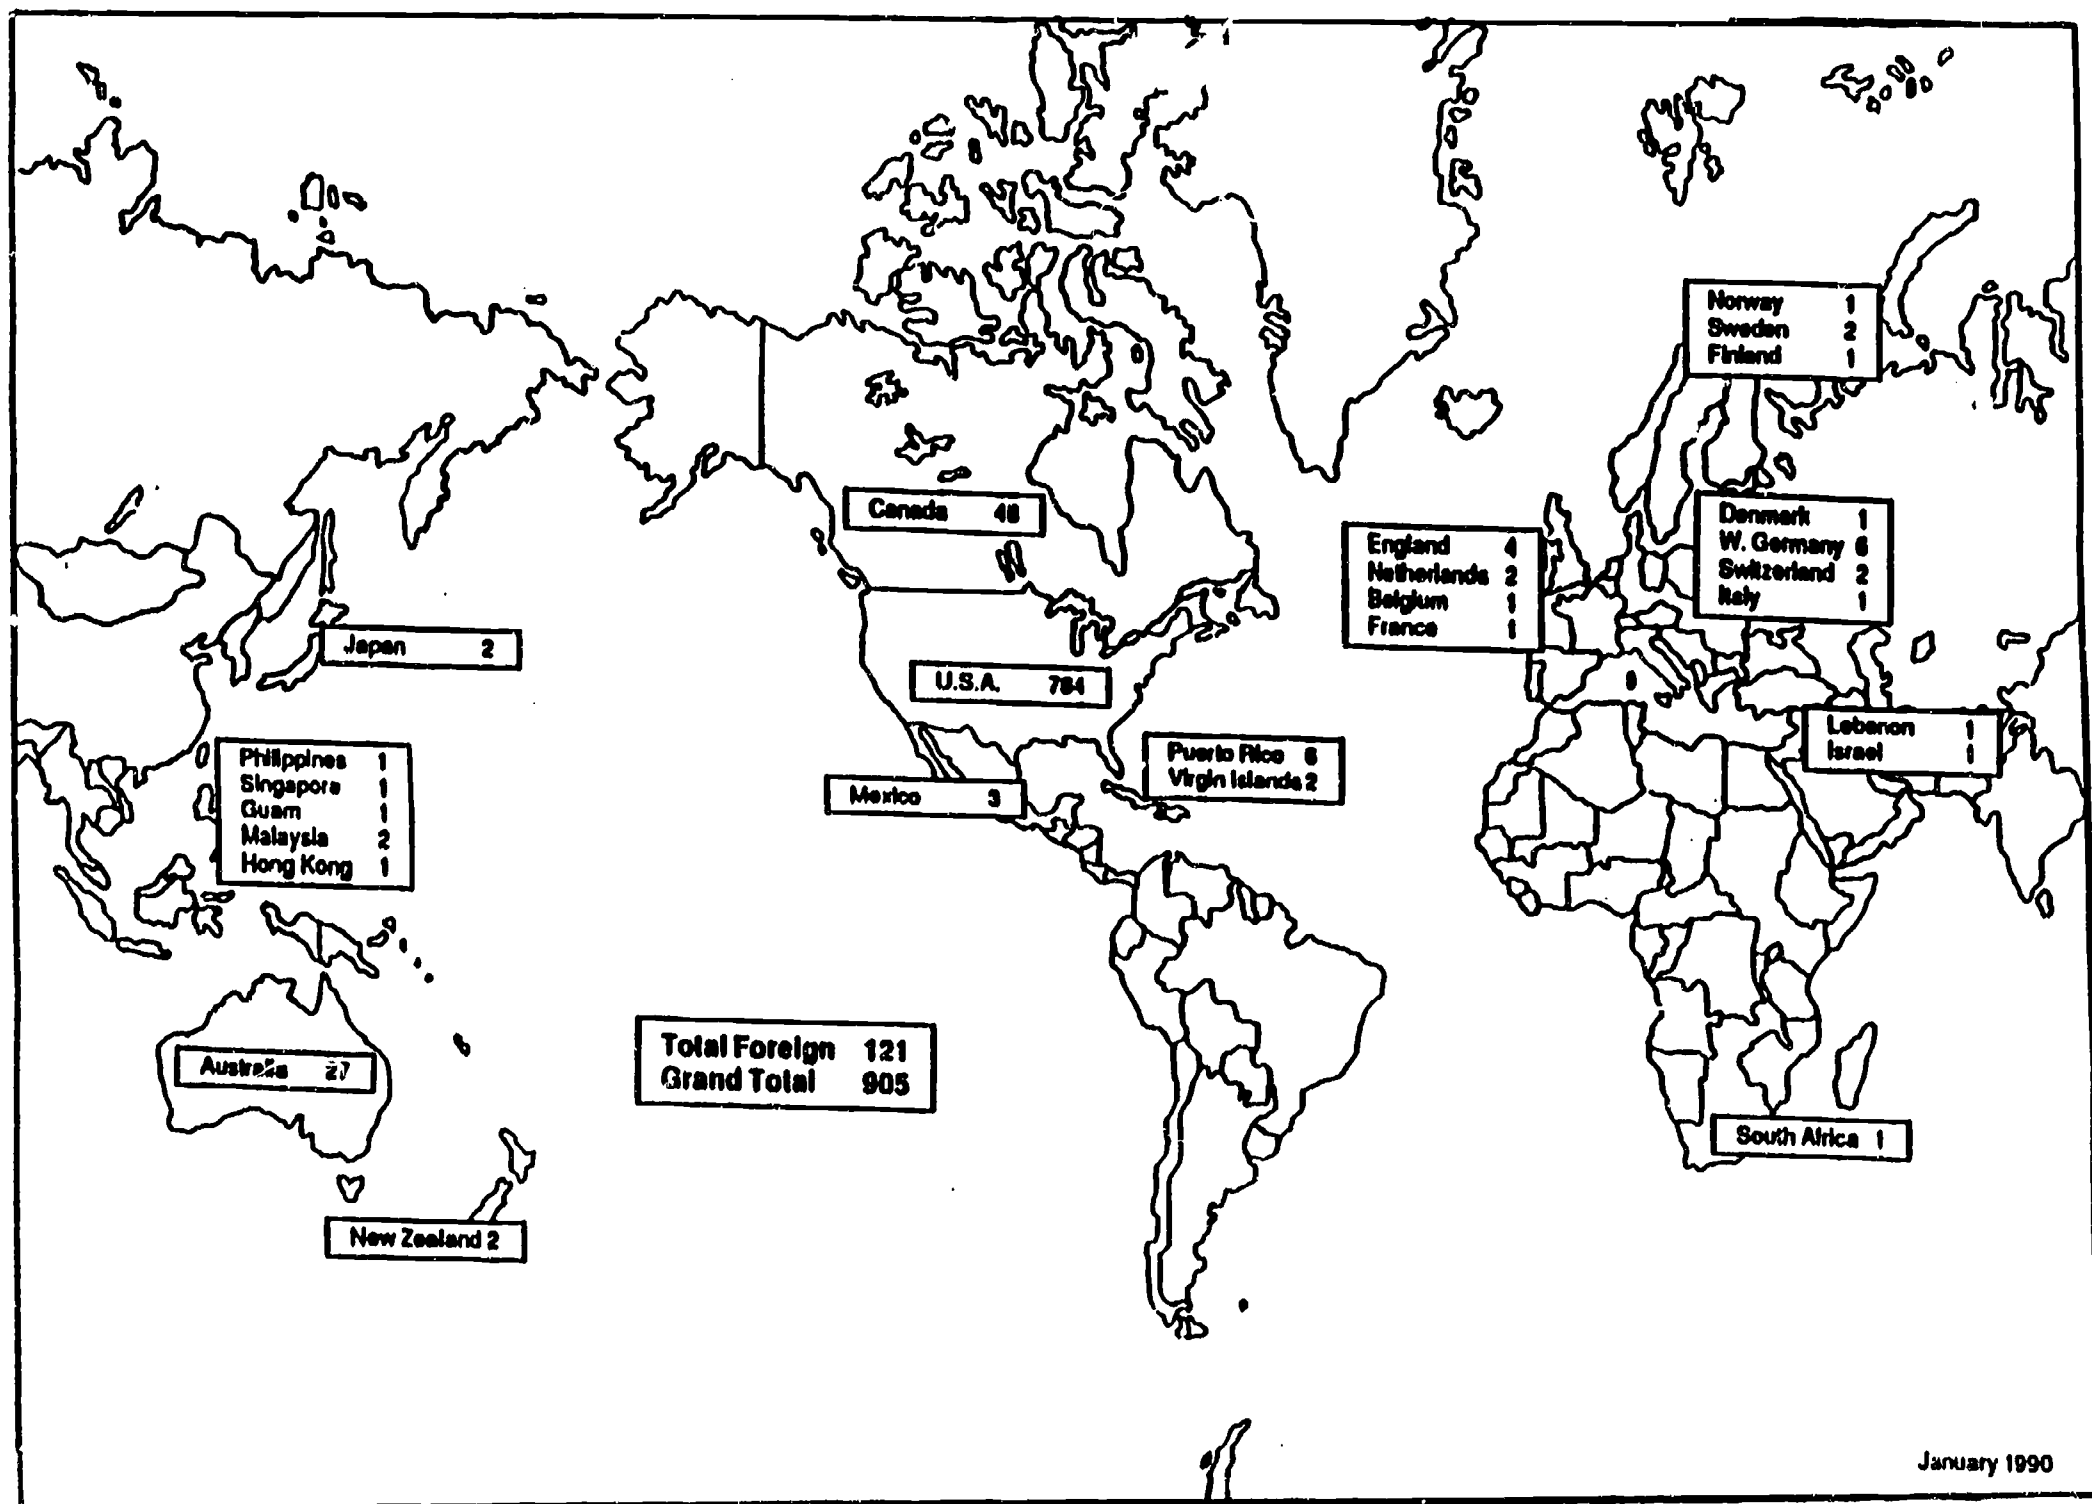 Norway 1
Sweden 2
Finland 1
Canada 48
England 4
Netherlands 2
Belgium 1
France 1
Denmark 1
W. Germany 6
Switzerland 2
Italy 1
Japan 2
U.S.A. 784
Lebanon 1
Israel 1
Philippines 1
Singapore 1
Guam 1
Malaysia 2
Hong Kong 1
Mexico 3
Puerto Rico 6
Virgin Islands 2
Australia 27
Total Foreign 121
Grand Total 905
South Africa 1
New Zealand 2
January 1990